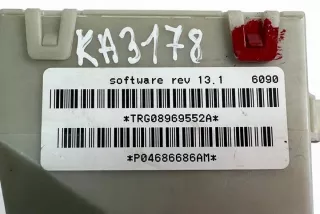 KA3178
software rev 13.1 6090
*TRG08969552A*
*P04686686AM*